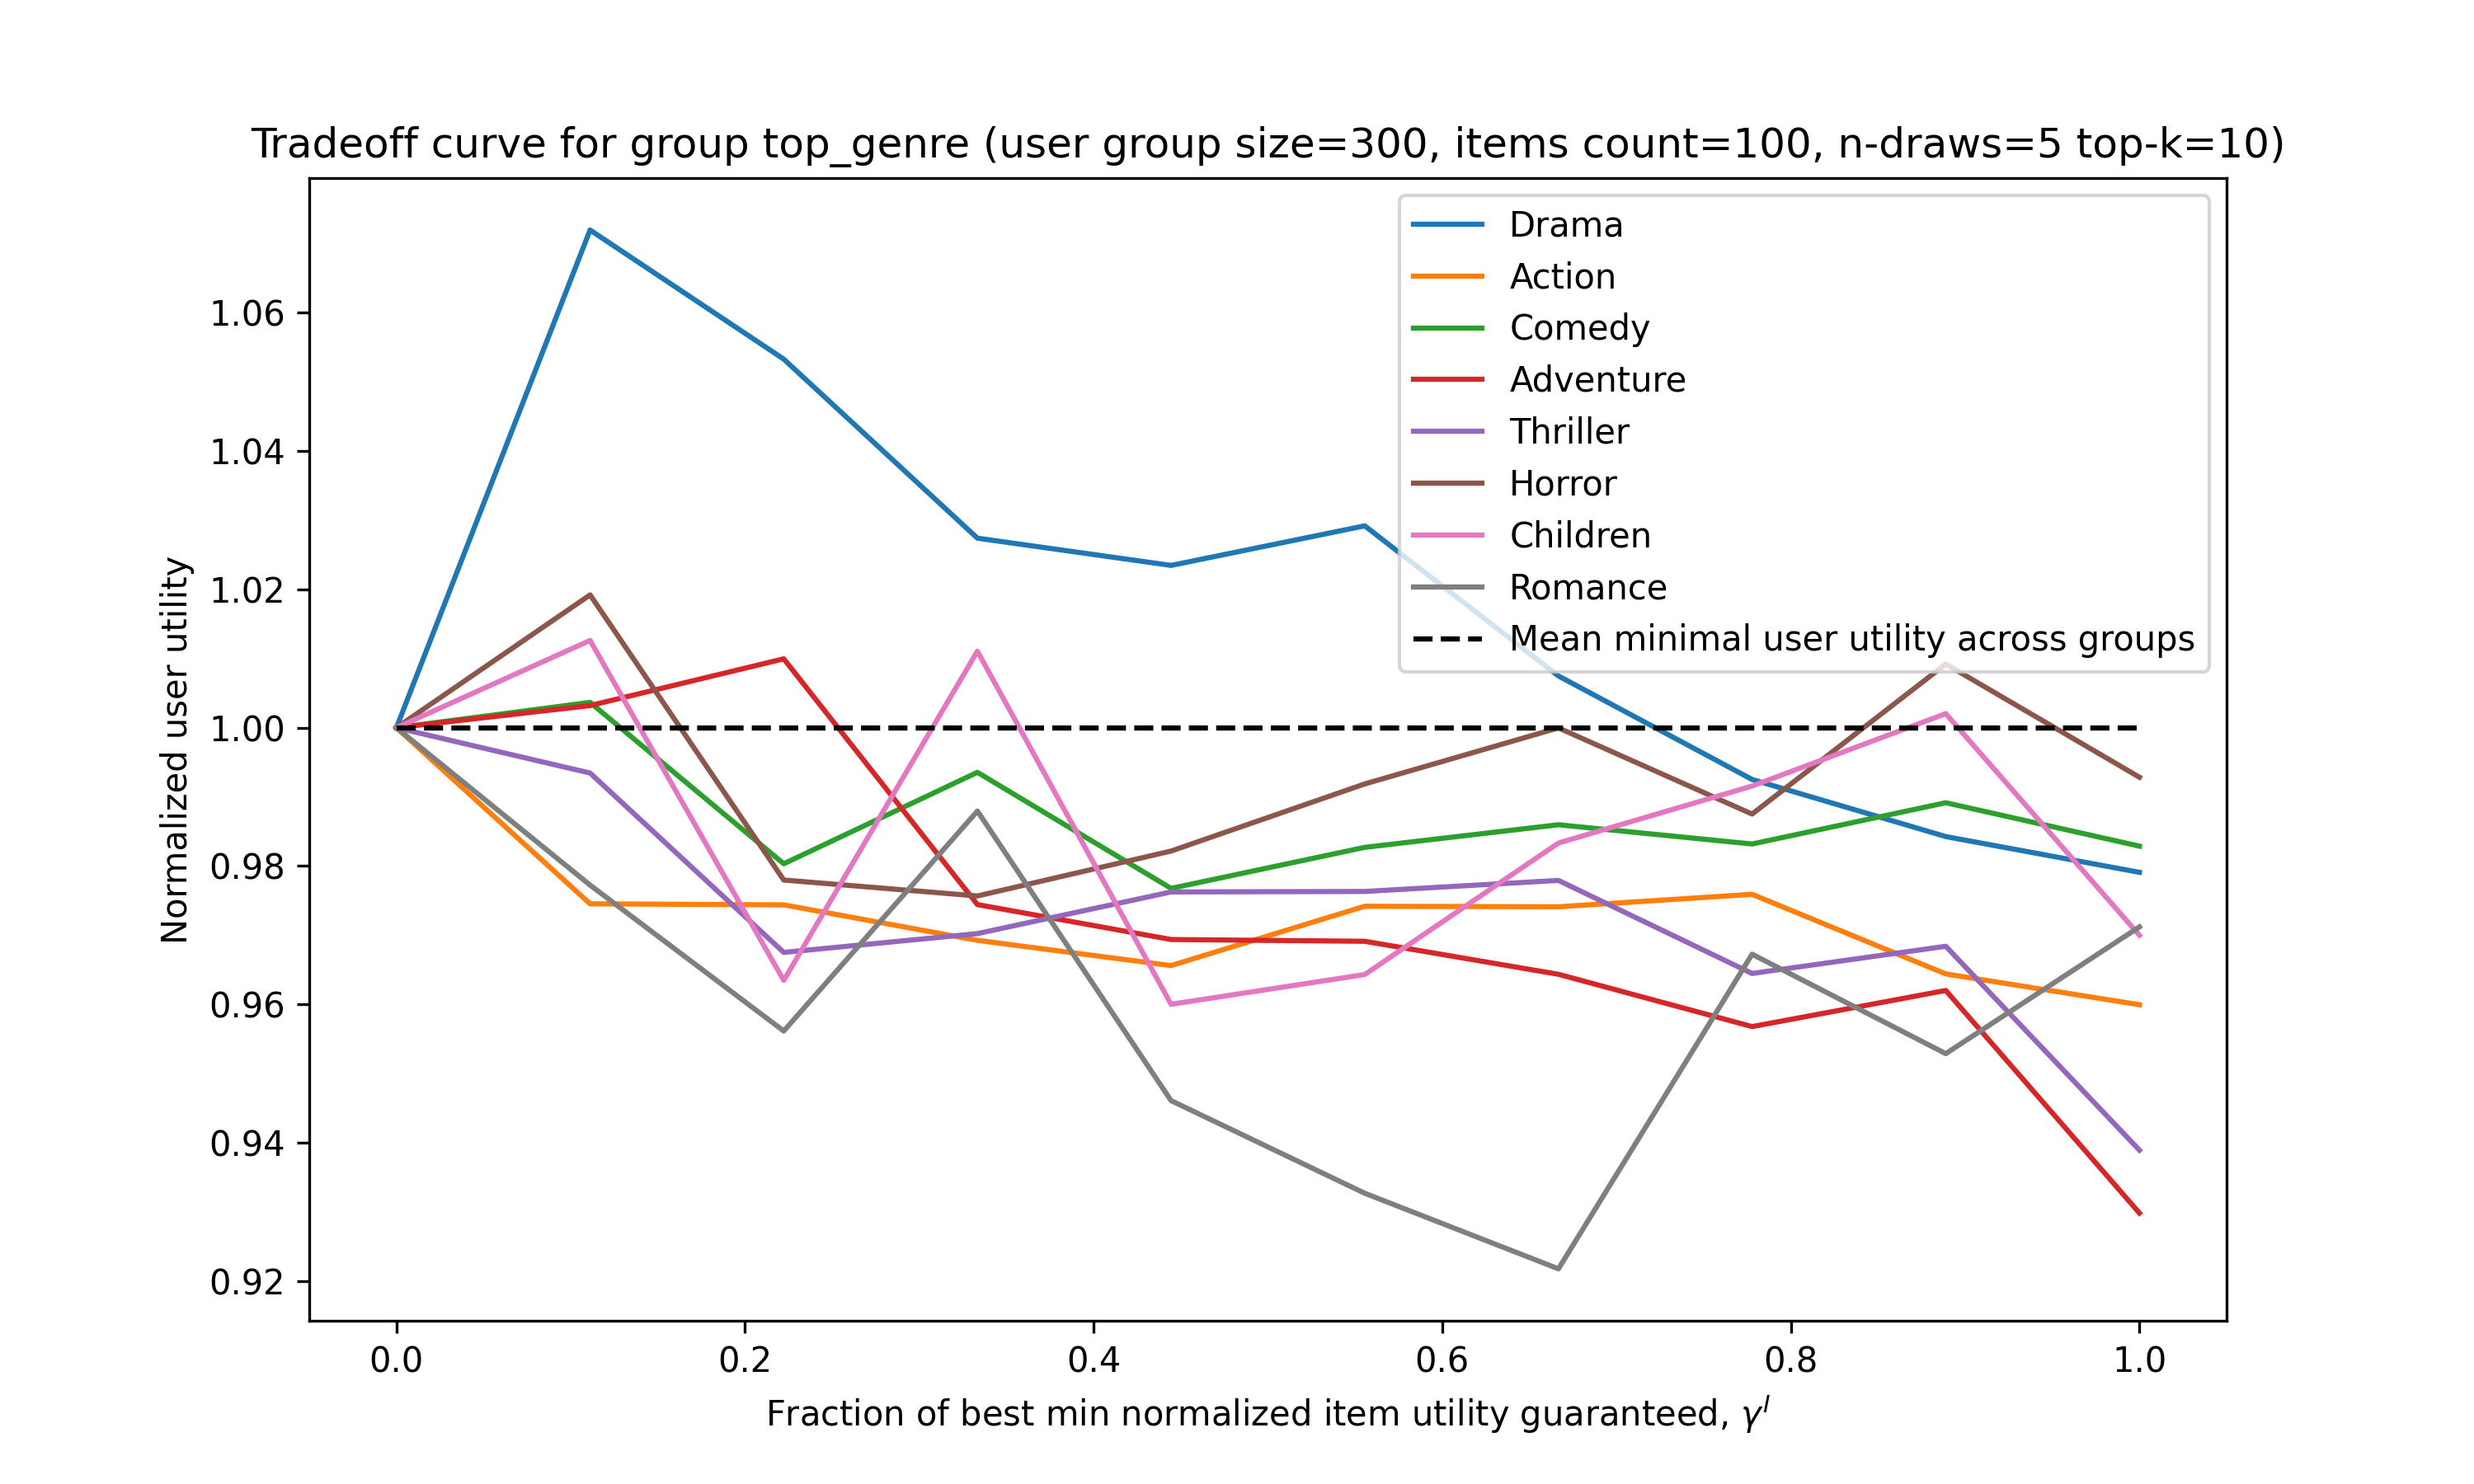 Tradeoff curve for group top_genre (user group size=300, items count=100, n-draws=5 top-k=10)
Drama
Action
Comedy
Adventure
Thriller
Horror
Children
Romance
Mean minimal user utility across groups
Normalized user utility
1.06
1.04
1.02
1.00
0.98
0.96
0.94
0.92
0.0 0.2 0.4 0.6 0.8 1.0
Fraction of best min normalized item utility guaranteed, γᴵ